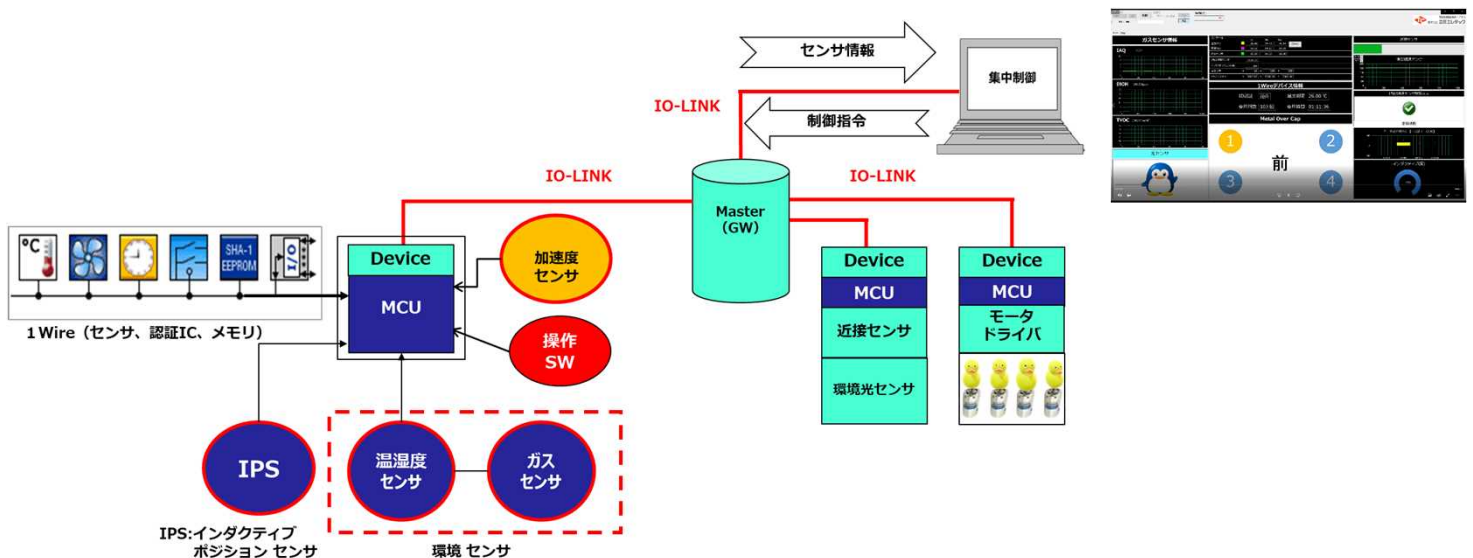 センサ情報
集中制御
IO-LINK
制御指令
IO-LINK
IO-LINK
Master
(GW)
℃
SHA-1
EEPROM
I/O
1Wire（センサ、認証IC、メモリ）
Device
MCU
加速度
センサ
操作
SW
Device
MCU
近接センサ
環境光センサ
Device
MCU
モータ
ドライバ
IPS
温湿度
センサ
ガス
センサ
IPS:インダクティブ
ポジション センサ
環境 センサ
ガスセンサ情報
IAQ
EtOH
TVOC
1Wireデバイス情報
Metal Over Cap
1
2
前
3
4